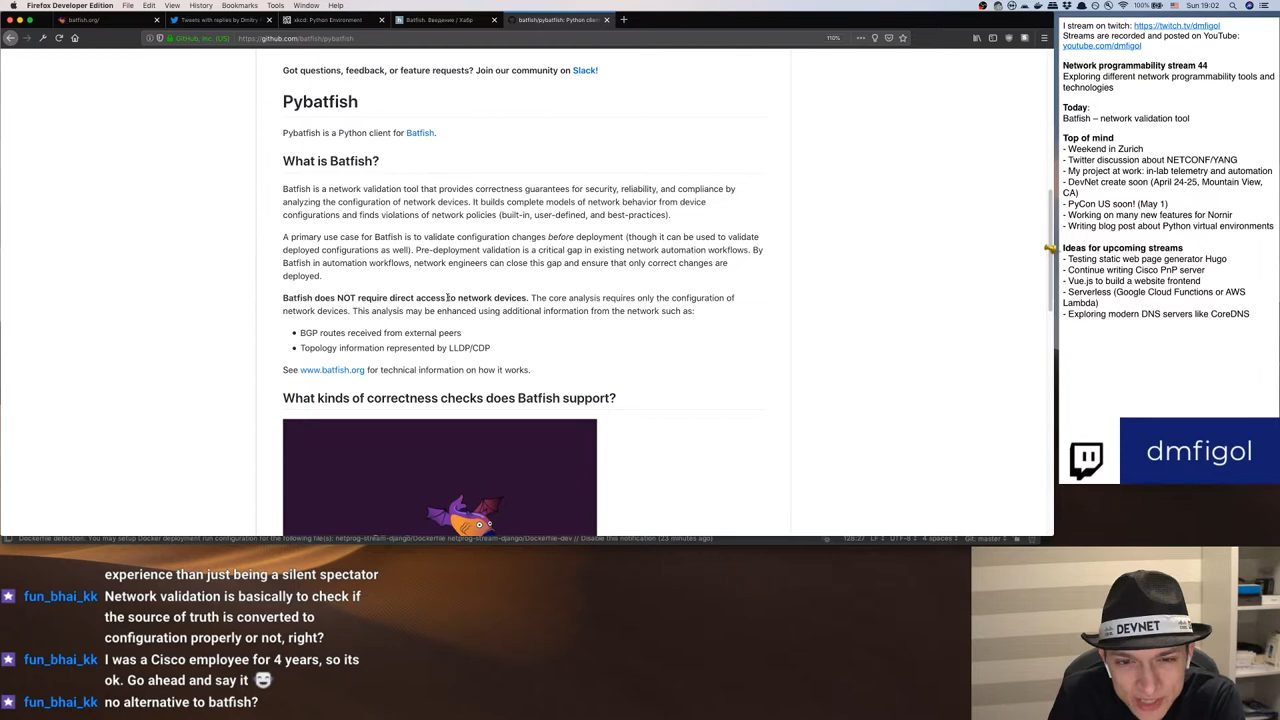 Firefox Developer Edition File Edit View History Bookmarks Tools Window Help
100% Sun 19:02
batfish.org/
Tweets with replies by Dmitry
xkcd: Python Environment
Batfish. Введение / Хабр
batfish/pybatfish: Python clien
GitHub, Inc. (US) https://github.com/batfish/pybatfish 110%
Got questions, feedback, or feature requests? Join our community on Slack!
Pybatfish
Pybatfish is a Python client for Batfish.
What is Batfish?
Batfish is a network validation tool that provides correctness guarantees for security, reliability, and compliance by
analyzing the configuration of network devices. It builds complete models of network behavior from device
configurations and finds violations of network policies (built-in, user-defined, and best-practices).
A primary use case for Batfish is to validate configuration changes before deployment (though it can be used to validate
deployed configurations as well). Pre-deployment validation is a critical gap in existing network automation workflows. By
Batfish in automation workflows, network engineers can close this gap and ensure that only correct changes are
deployed.
Batfish does NOT require direct access to network devices. The core analysis requires only the configuration of
network devices. This analysis may be enhanced using additional information from the network such as:
• BGP routes received from external peers
• Topology information represented by LLDP/CDP
See www.batfish.org for technical information on how it works.
What kinds of correctness checks does Batfish support?
Dockerfile detection: You may setup Docker deployment run configuration for the following file(s): netprog-stream-django/Dockerfile netprog-stream-django/Dockerfile-dev // Disable this notification (23 minutes ago)
128:27 LF UTF-8 4 spaces Git: master
I stream on twitch: https://twitch.tv/dmfigol
Streams are recorded and posted on YouTube:
youtube.com/dmfigol
Network programmability stream 44
Exploring different network programmability tools and
technologies
Today:
Batfish – network validation tool
Top of mind
- Weekend in Zurich
- Twitter discussion about NETCONF/YANG
- My project at work: in-lab telemetry and automation
- DevNet create soon (April 24-25, Mountain View,
CA)
- PyCon US soon! (May 1)
- Working on many new features for Nornir
- Writing blog post about Python virtual environments
Ideas for upcoming streams
- Testing static web page generator Hugo
- Continue writing Cisco PnP server
- Vue.js to build a website frontend
- Serverless (Google Cloud Functions or AWS
Lambda)
- Exploring modern DNS servers like CoreDNS
dmfigol
experience than just being a silent spectator
fun_bhai_kk Network validation is basically to check if
the source of truth is converted to
configuration properly or not, right?
fun_bhai_kk I was a Cisco employee for 4 years, so its
ok. Go ahead and say it
fun_bhai_kk no alternative to batfish?
DEVNET